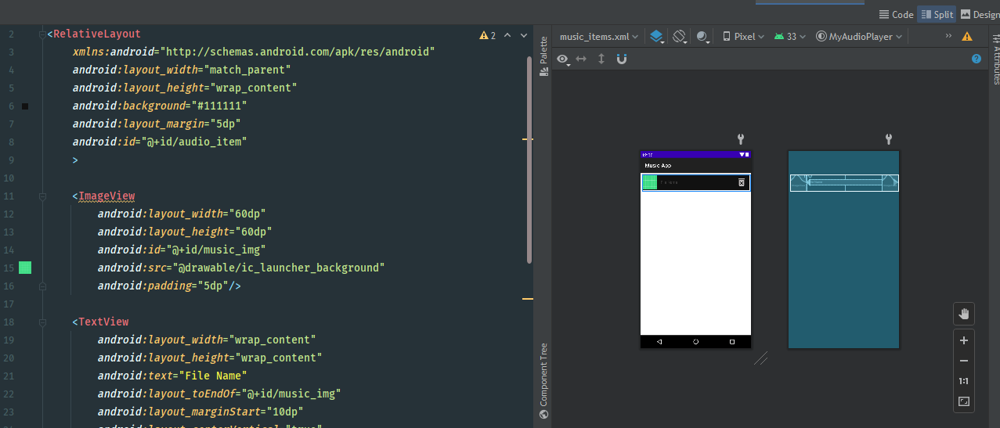 Code
Split
Design
2 <RelativeLayout
2
3 xmlns:android="http://schemas.android.com/apk/res/android"
4 android:layout_width="match_parent"
5 android:layout_height="wrap_content"
6 android:background="#111111"
7 android:layout_margin="5dp"
8 android:id="@+id/audio_item"
9 >
10
11 <ImageView
12 android:layout_width="60dp"
13 android:layout_height="60dp"
14 android:id="@+id/music_img"
15 android:src="@drawable/ic_launcher_background"
16 android:padding="5dp"/>
17
18 <TextView
19 android:layout_width="wrap_content"
20 android:layout_height="wrap_content"
21 android:text="File Name"
22 android:layout_toEndOf="@+id/music_img"
23 android:layout_marginStart="10dp"
24 android:layout_centerVertical="true"
Palette
Component Tree
music_items.xml
Pixel
33
MyAudioPlayer
»
?
Attributes
Music App
1:1